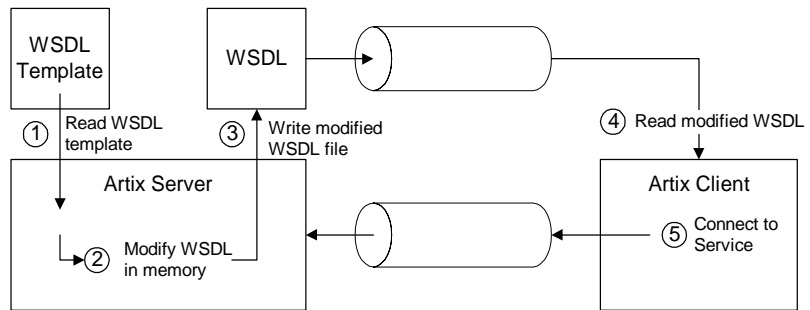 WSDL
Template
WSDL
1
Read WSDL
template
3
Write modified
WSDL file
4
Read modified WSDL
Artix Server
Artix Client
2
Modify WSDL
in memory
5
Connect to
Service